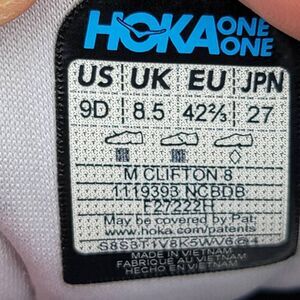 HOKA ONE ONE
US UK EU JPN
9D 8.5 42⅔ 27
M CLIFTON 8
1119393 NCBDB
F27222H
May be covered by Pat:
www.hoka.com/patents
MADE IN VIETNAM
FABRIQUÉ AU VIETNAM
HECHO EN VIETNAM